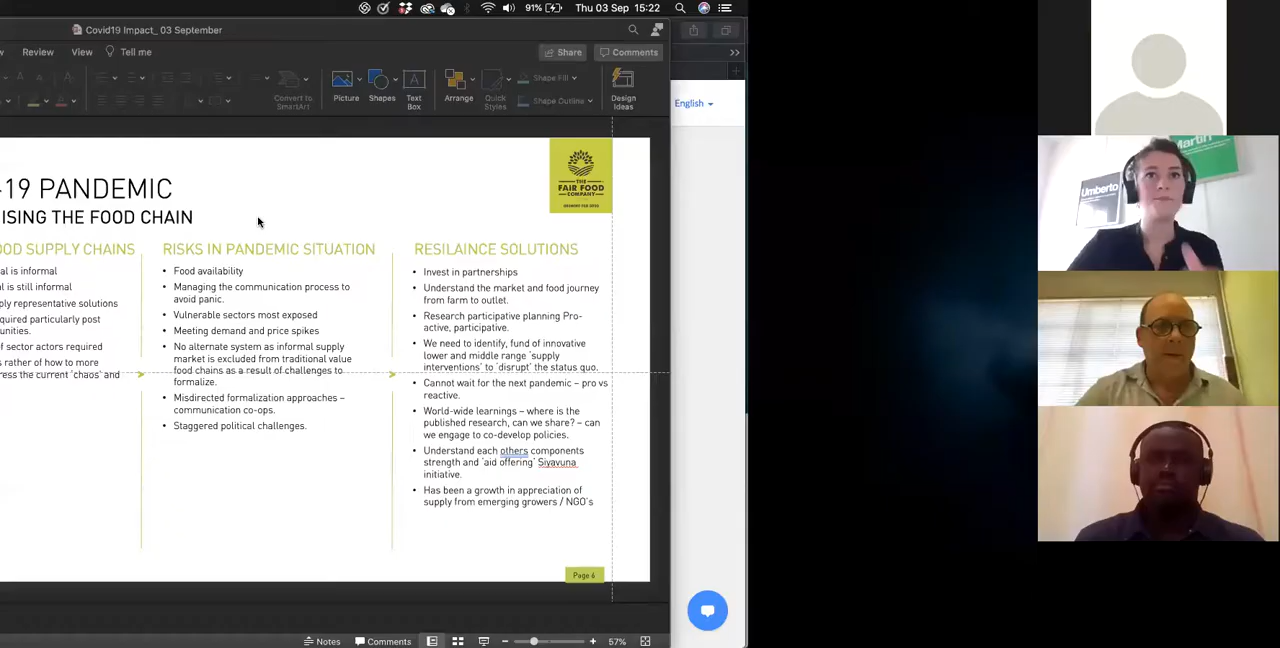 91%
Thu 03 Sep 15:22
Covid19 Impact_ 03 September
Review
View
Tell me
Share
Comments
Convert to
SmartArt
Picture
Shapes
Text
Box
Arrange
Quick
Styles
Shape Fill
Shape Outline
Design
Ideas
English
-19 PANDEMIC
ISING THE FOOD CHAIN
THE
FAIR FOOD
COMPANY
OOD SUPPLY CHAINS
al is informal
al is still informal
ply representative solutions
quired particularly post
unities.
of sector actors required
s rather of how to more
ress the current 'chaos' and
RISKS IN PANDEMIC SITUATION
• Food availability
• Managing the communication process to
avoid panic.
• Vulnerable sectors most exposed
• Meeting demand and price spikes
• No alternate system as informal supply
market is excluded from traditional value
food chains as a result of challenges to
formalize.
• Misdirected formalization approaches –
communication co-ops.
• Staggered political challenges.
RESILAINCE SOLUTIONS
• Invest in partnerships
• Understand the market and food journey
from farm to outlet.
• Research participative planning Pro-
active, participative.
• We need to identify, fund of innovative
lower and middle range 'supply
interventions' to 'disrupt' the status quo.
• Cannot wait for the next pandemic – pro vs
reactive.
• World-wide learnings – where is the
published research, can we share? – can
we engage to co-develop policies.
• Understand each others components
strength and 'aid offering' Siyavuna
initiative.
• Has been a growth in appreciation of
supply from emerging growers / NGO's
Page 6
Notes
Comments
57%
Martin
Umberto